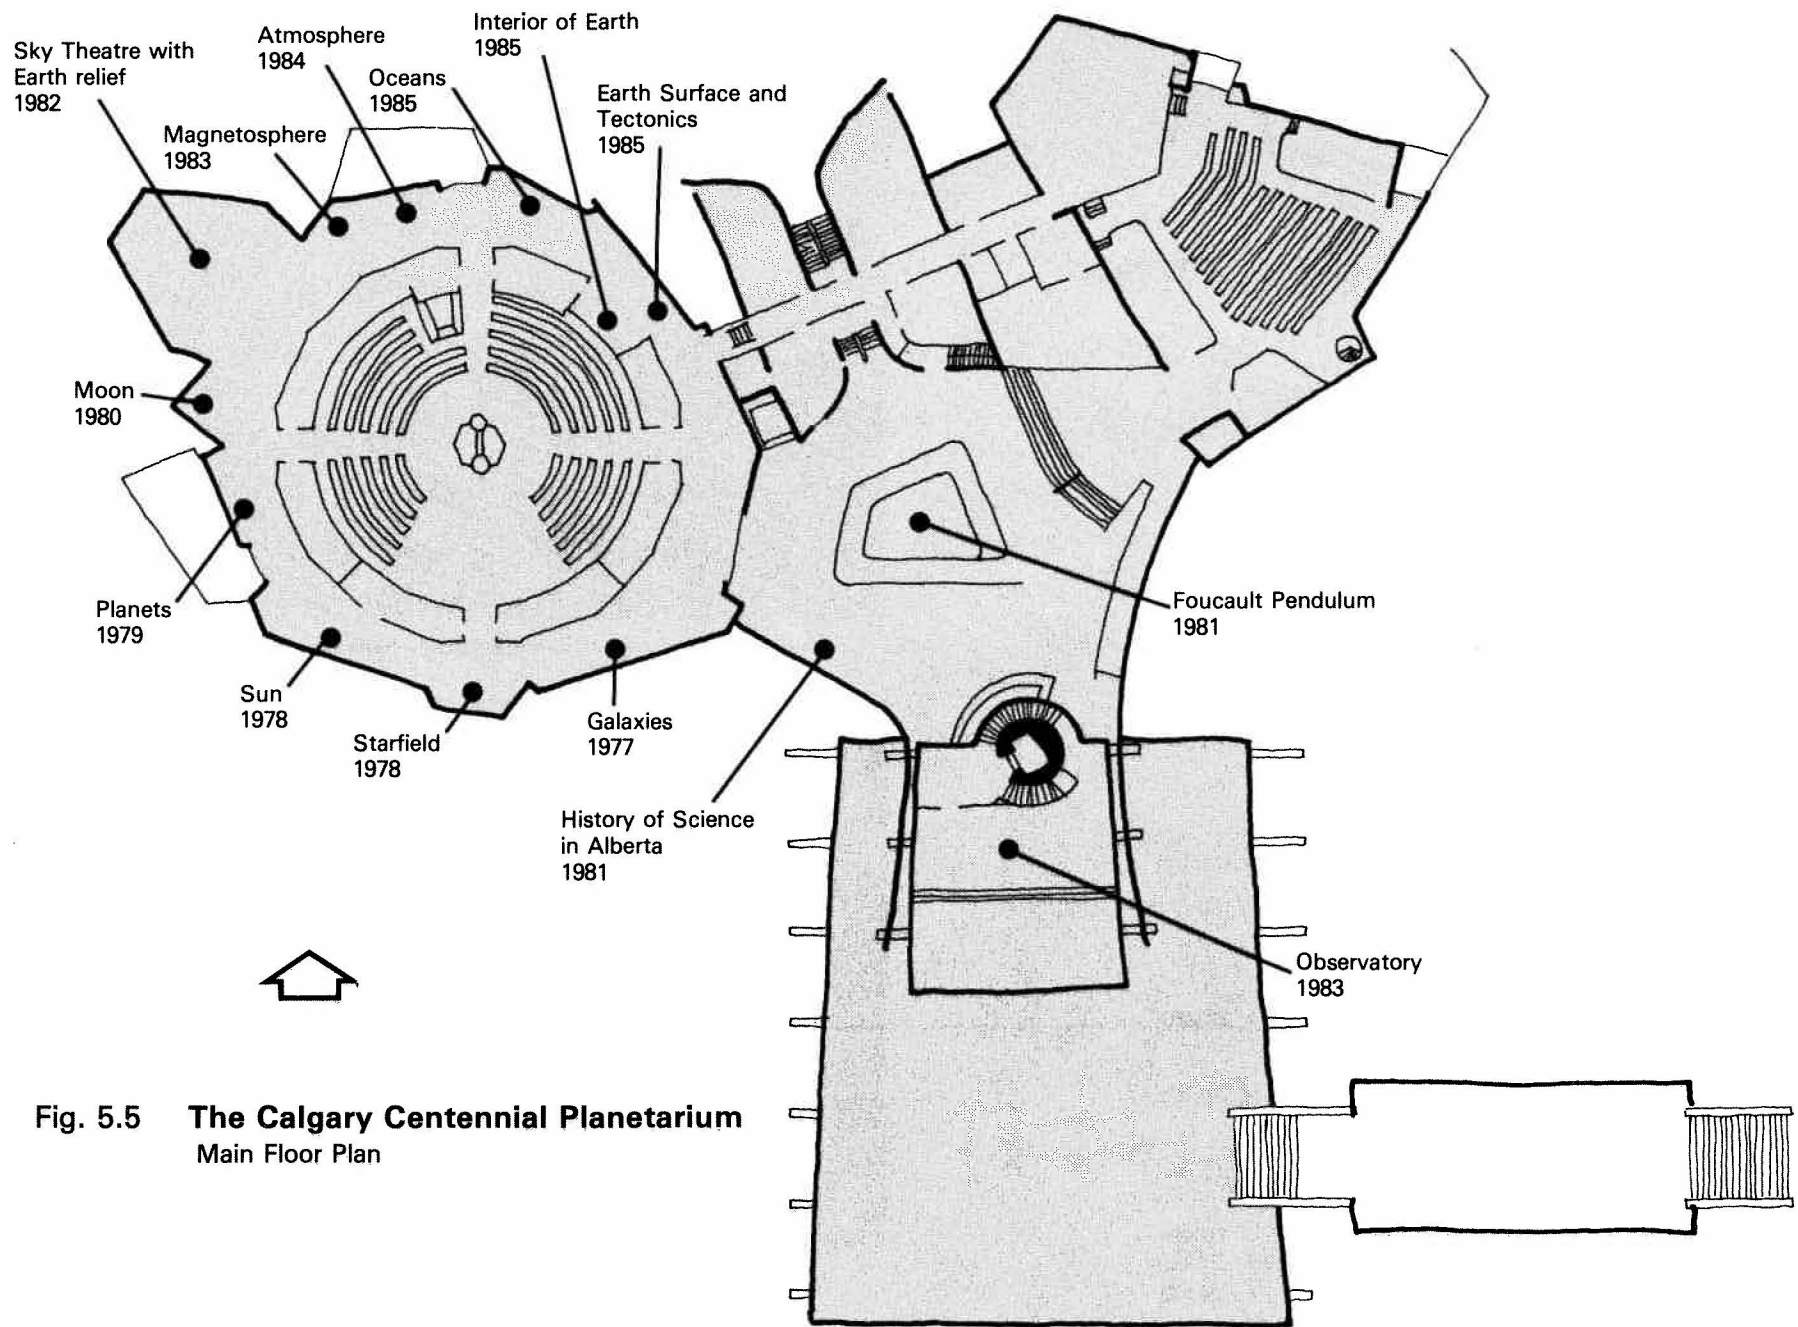 Sky Theatre with
Earth relief
1982
Atmosphere
1984
Interior of Earth
1985
Magnetosphere
1983
Oceans
1985
Earth Surface and
Tectonics
1985
Moon
1980
Planets
1979
Sun
1978
Starfield
1978
Galaxies
1977
History of Science
in Alberta
1981
Foucault Pendulum
1981
Observatory
1983
Fig. 5.5 The Calgary Centennial Planetarium
Main Floor Plan